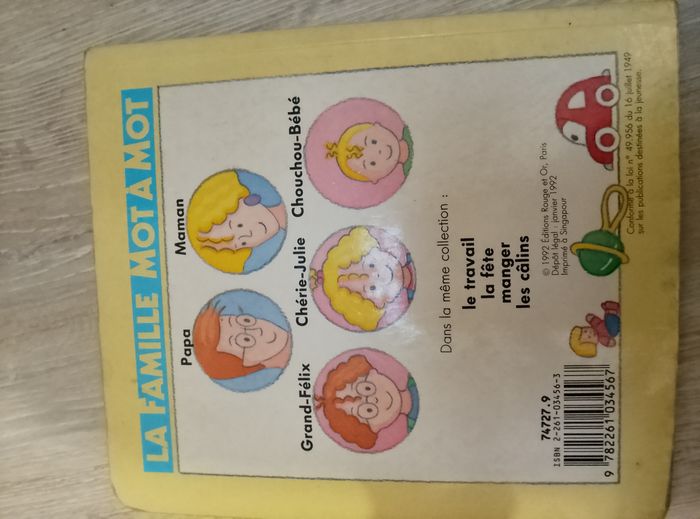 LA FAMILLE MOT A MOT
Papa
Maman
Grand-Félix
Chérie-Julie
Chouchou-Bébé
Dans la même collection :
le travail
la fête
manger
les câlins
74727.9
ISBN 2-261-03456-3
9 782261 034567
© 1992 Éditions Rouge et Or, Paris
Dépôt légal : janvier 1992
Imprimé à Singapour
Conforme à la loi n° 49.956 du 16 juillet 1949
sur les publications destinées à la jeunesse.